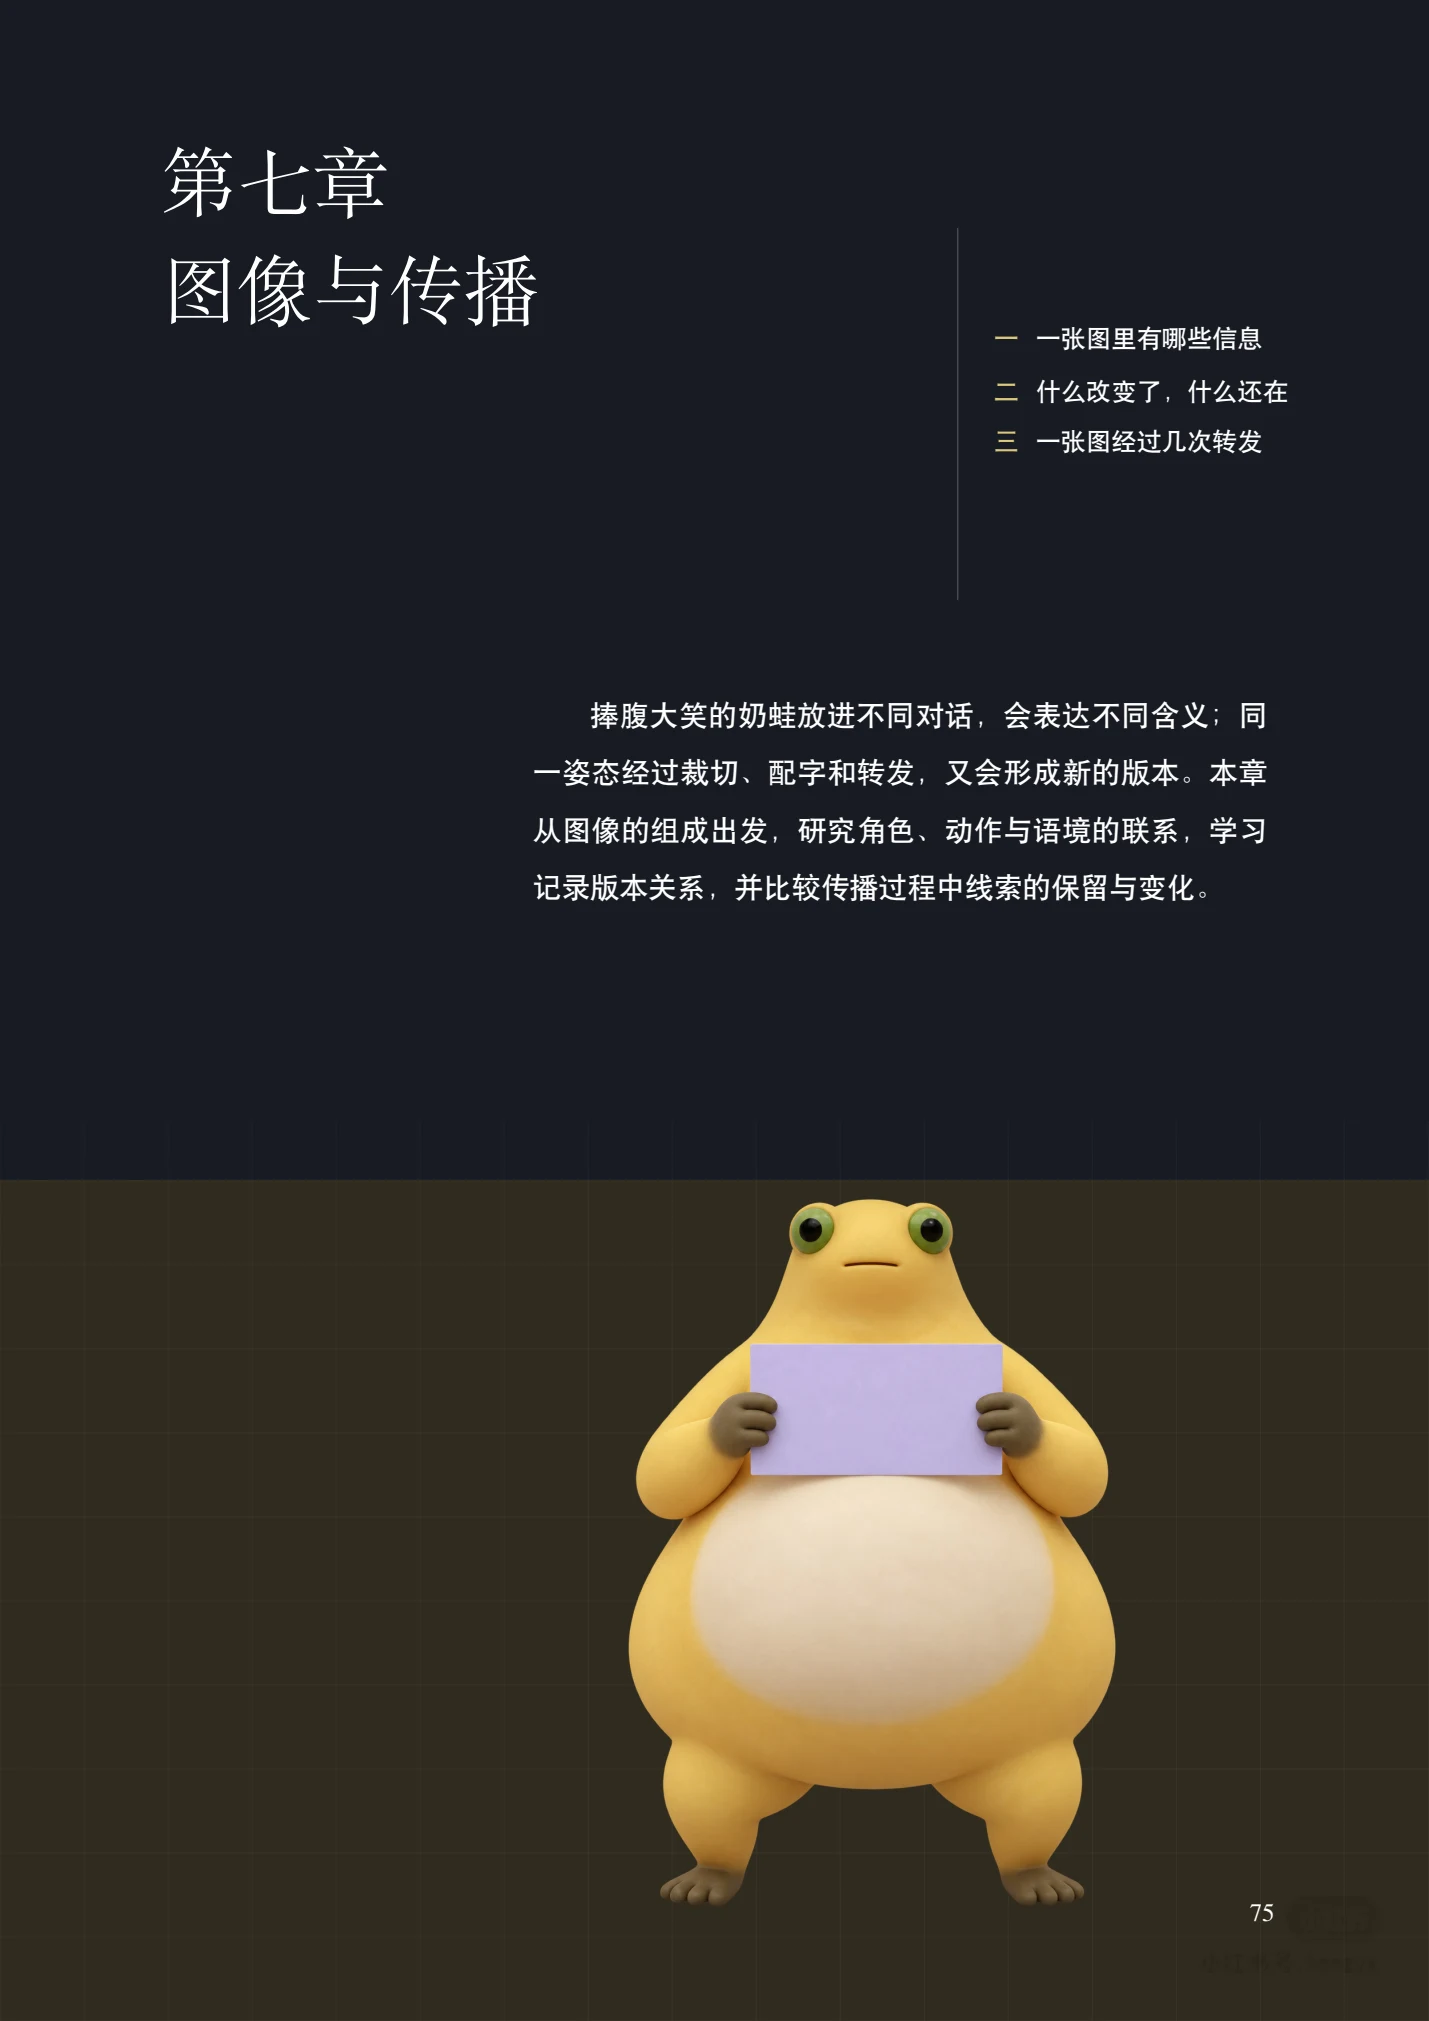 第七章
图像与传播
一 一张图里有哪些信息
二 什么改变了，什么还在
三 一张图经过几次转发
捧腹大笑的奶蛙放进不同对话，会表达不同含义；同
一姿态经过裁切、配字和转发，又会形成新的版本。本章
从图像的组成出发，研究角色、动作与语境的联系，学习
记录版本关系，并比较传播过程中线索的保留与变化。
75